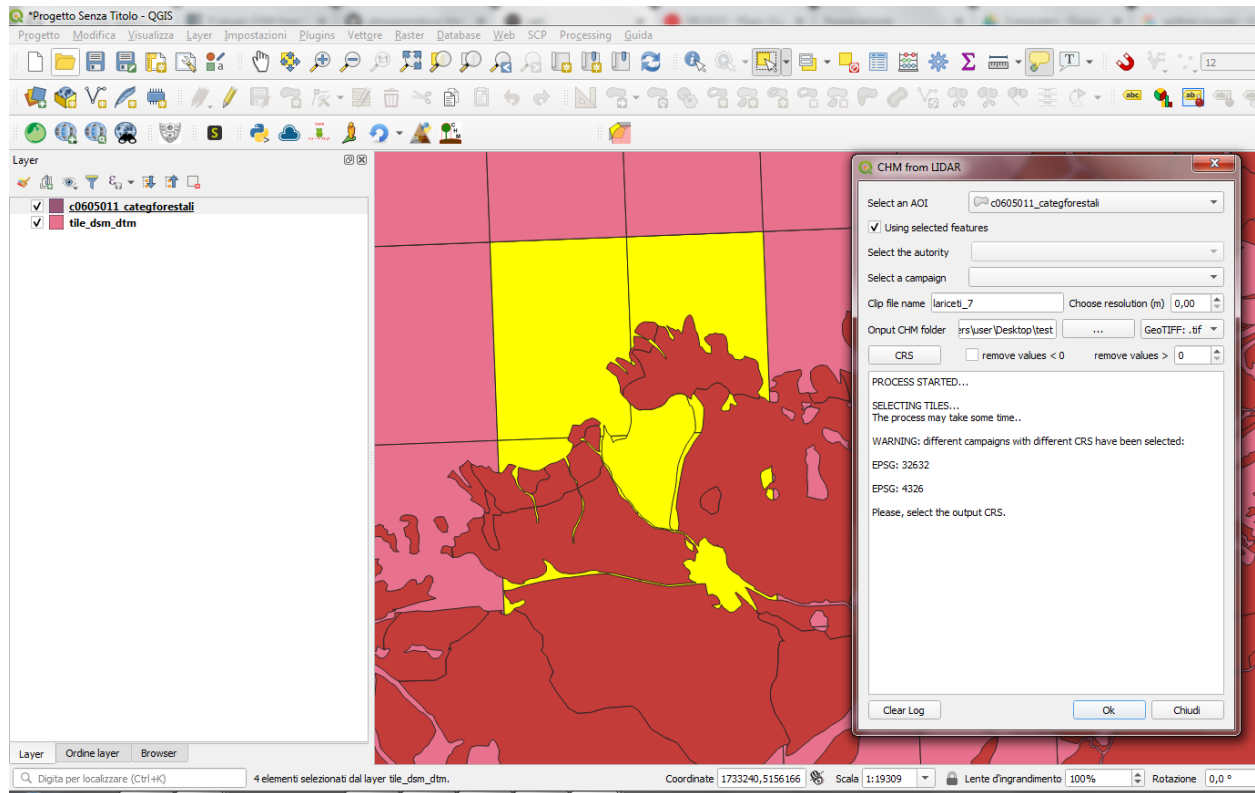 *Progetto Senza Titolo - QGIS
Progetto Modifica Visualizza Layer Impostazioni Plugins Vettore Raster Database Web SCP Processing Guida
12
abc
S
CHM
Layer
c0605011_categforestali
tile_dsm_dtm
Layer Ordine layer Browser
CHM from LIDAR
Select an AOI c0605011_categforestali
Using selected features
Select the autority
Select a campaign
Clip file name lariceti_7 Choose resolution (m) 0,00
Onput CHM folder ers\user\Desktop\test ... GeoTIFF: .tif
CRS remove values < 0 remove values > 0
PROCESS STARTED...
SELECTING TILES...
The process may take some time..
WARNING: different campaigns with different CRS have been selected:
EPSG: 32632
EPSG: 4326
Please, select the output CRS.
Clear Log Ok Chiudi
Digita per localizzare (Ctrl+K) 4 elementi selezionati dal layer tile_dsm_dtm. Coordinate 1733240,5156166 Scala 1:19309 Lente d'ingrandimento 100% Rotazione 0,0 °